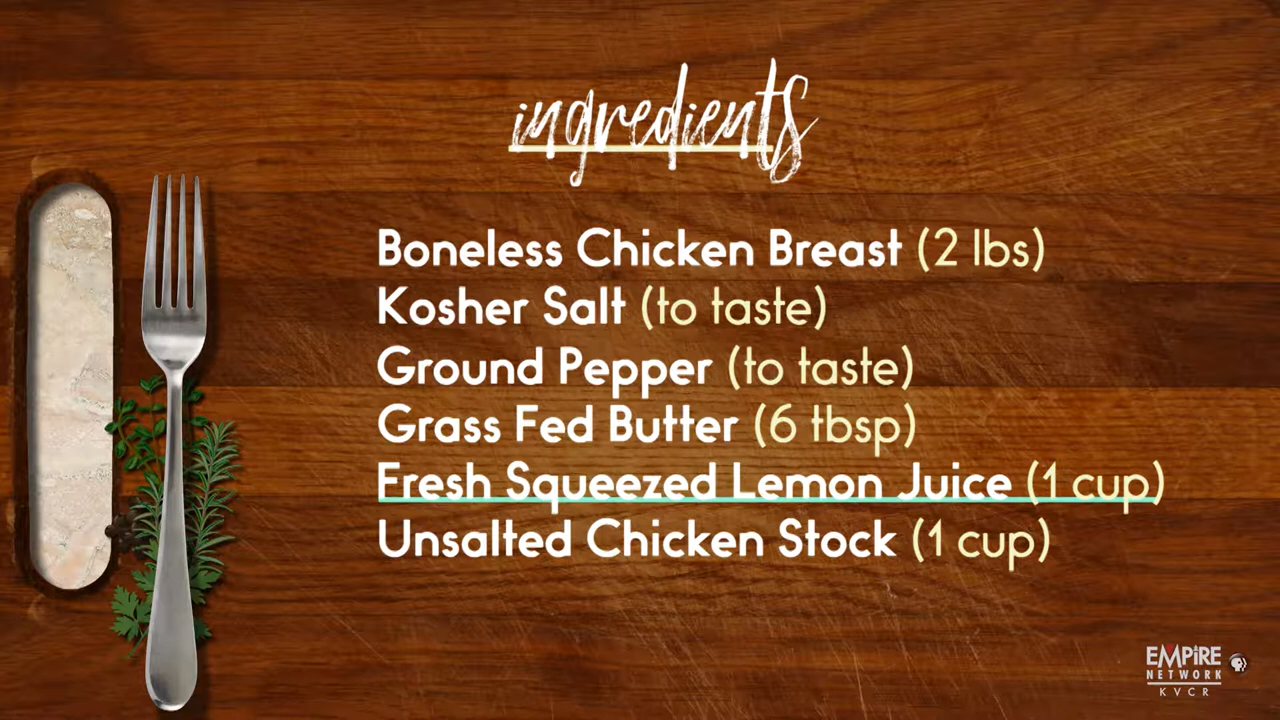 ingredients
Boneless Chicken Breast (2 lbs)
Kosher Salt (to taste)
Ground Pepper (to taste)
Grass Fed Butter (6 tbsp)
Fresh Squeezed Lemon Juice (1 cup)
Unsalted Chicken Stock (1 cup)
EMPiRE
NETWORK
KVCR